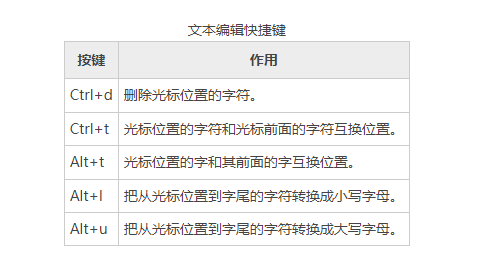 文本编辑快捷键
按键 作用
Ctrl+d 删除光标位置的字符。
Ctrl+t 光标位置的字符和光标前面的字符互换位置。
Alt+t 光标位置的字和其前面的字互换位置。
Alt+l 把从光标位置到字尾的字符转换成小写字母。
Alt+u 把从光标位置到字尾的字符转换成大写字母。